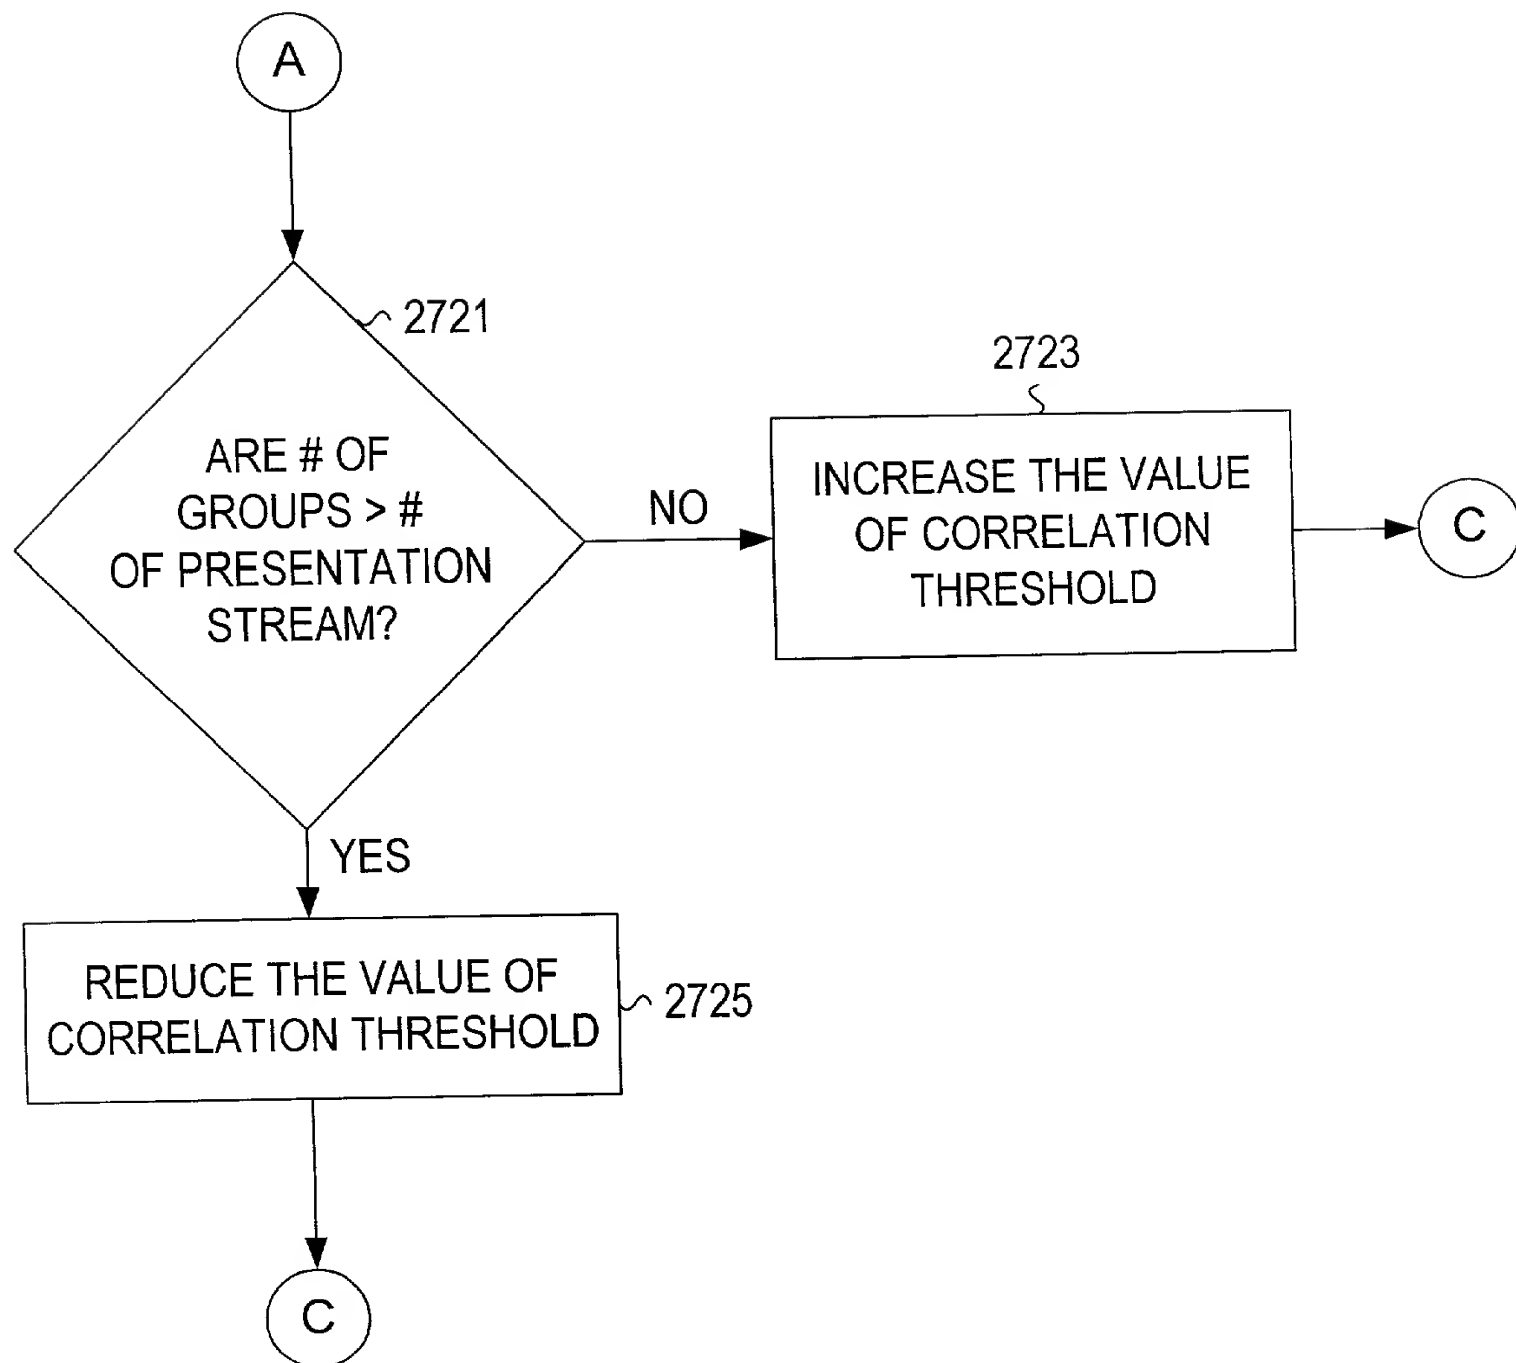 A
2721
ARE # OF
GROUPS > #
OF PRESENTATION
STREAM?
NO
2723
INCREASE THE VALUE
OF CORRELATION
THRESHOLD
C
YES
REDUCE THE VALUE OF
CORRELATION THRESHOLD
2725
C